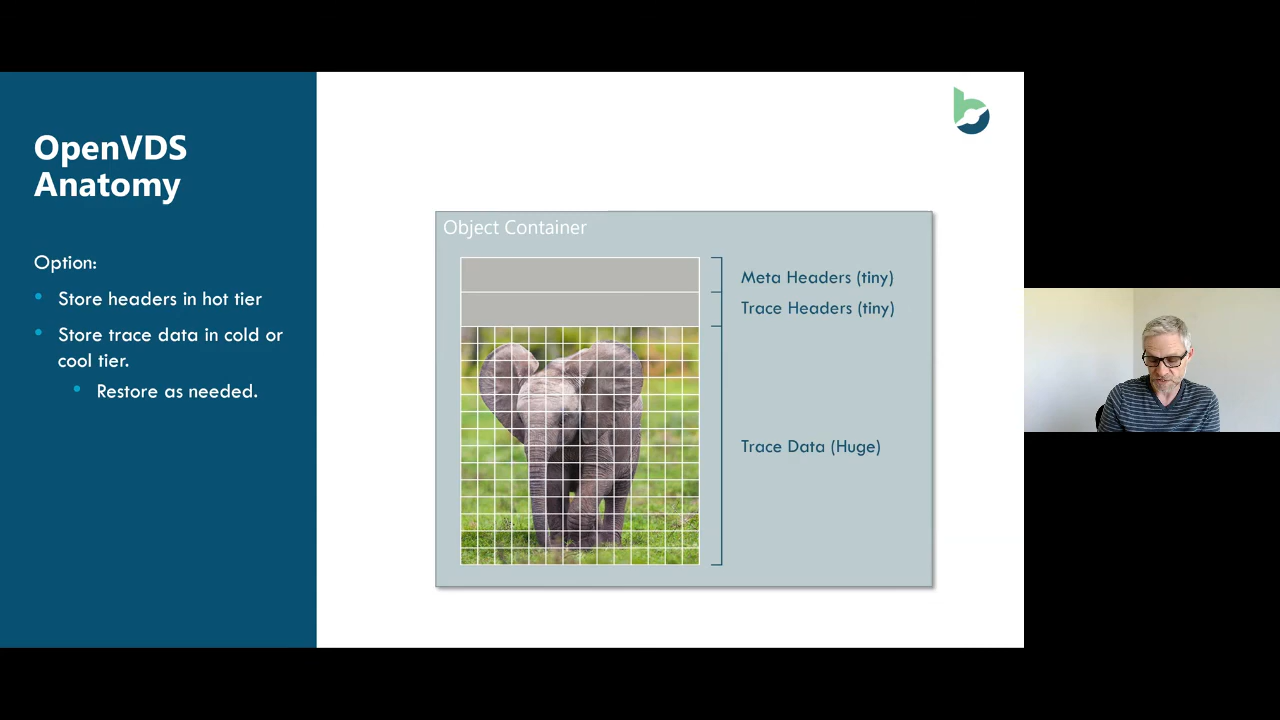 OpenVDS
Anatomy
Option:
Store headers in hot tier
Store trace data in cold or
cool tier.
Restore as needed.
Object Container
Meta Headers (tiny)
Trace Headers (tiny)
Trace Data (Huge)